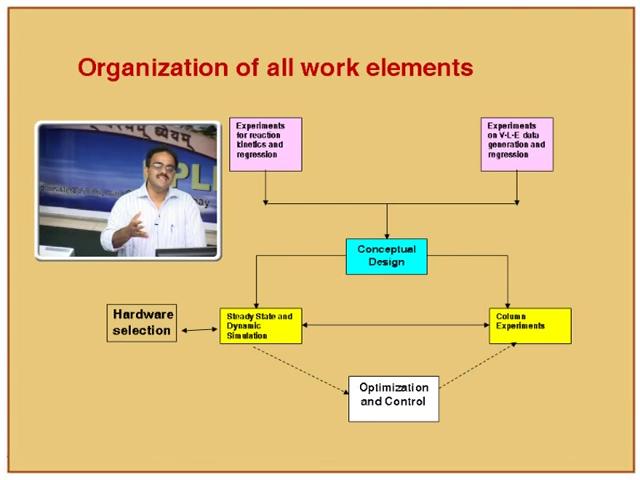 Organization of all work elements
Experiments
for reaction
kinetics and
regression
Experiments
on V-L-E data
generation and
regression
ध्येयम्
Conceptual
Design
Hardware
selection
Steady State and
Dynamic
Simulation
Column
Experiments
Optimization
and Control